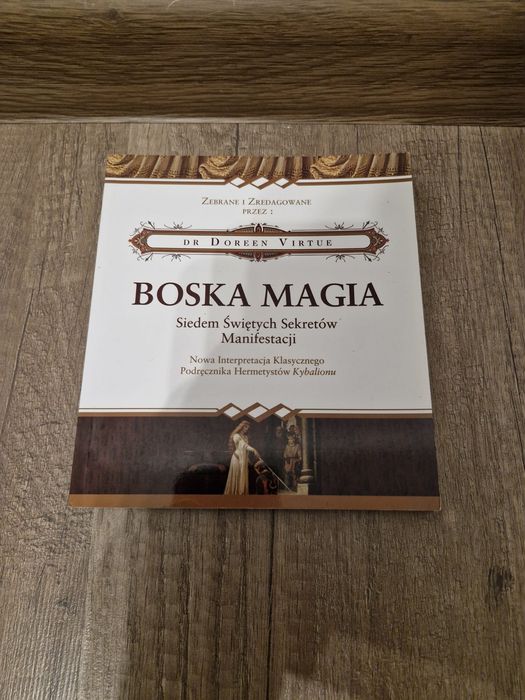 Zebrane i Zredagowane
przez :
dr Doreen Virtue
BOSKA MAGIA
Siedem Świętych Sekretów
Manifestacji
Nowa Interpretacja Klasycznego
Podręcznika Hermetystów Kybalionu